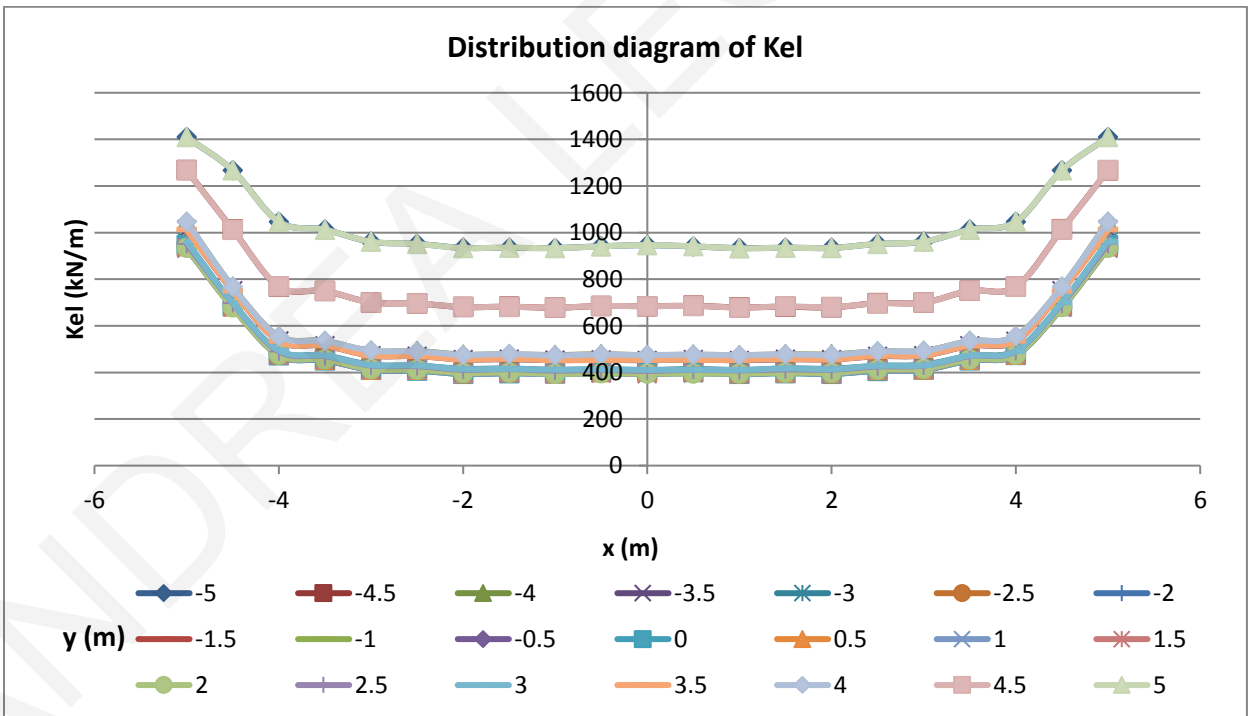 Distribution diagram of Kel
1600
1400
1200
1000
800
600
400
200
0
-6 -4 -2 0 2 4 6
Kel (kN/m)
x (m)
-5 -4.5 -4 -3.5 -3 -2.5 -2
y (m) -1.5 -1 -0.5 0 0.5 1 1.5
2 2.5 3 3.5 4 4.5 5
ANDREA LE